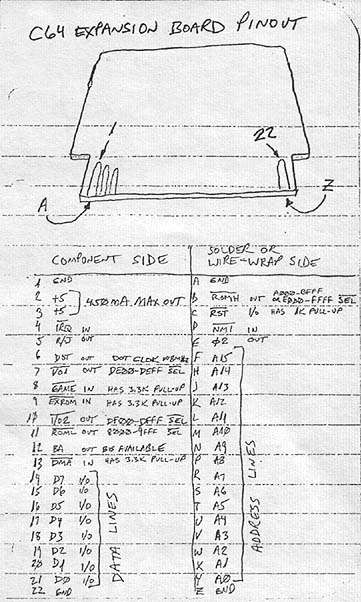 C64 EXPANSION BOARD PINOUT
1 22
A Z
COMPONENT SIDE
1 GND
2 +5
3 +5
450MA. MAX OUT
4 IRQ IN
5 R/W OUT
6 DOT OUT DOT CLOCK
7 I/O1 OUT DE00-DEFF SEL
8 GAME IN HAS 3.3K PULL-UP
9 EXROM IN HAS 3.3K PULL-UP
10 I/O2 OUT DF00-DFFF SEL
11 ROML OUT 8000-9FFF SEL
12 BA OUT BUS AVAILABLE
13 DMA IN HAS 3.3K PULL-UP
14 D7 I/O
15 D6 I/O
16 D5 I/O
17 D4 I/O
18 D3 I/O
19 D2 I/O
20 D1 I/O
21 D0 I/O
22 GND
DATA LINES
SOLDER OR
WIRE-WRAP SIDE
A GND
B ROMH OUT A000-BFFF
OR E000-FFFF SEL
C RST I/O HAS 1K PULL-UP
D NMI IN
E Φ2 OUT
F A15
H A14
J A13
K A12
L A11
M A10
N A9
P A8
R A7
S A6
T A5
U A4
V A3
W A2
X A1
Y A0
Z GND
ADDRESS LINES